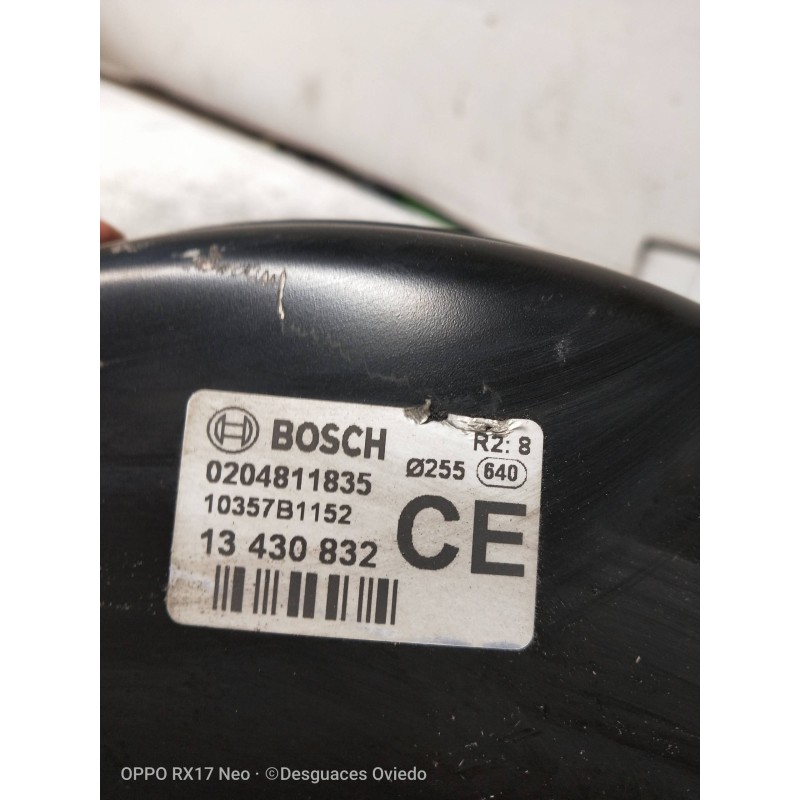 BOSCH
R2: 8
0204811835
Ø255 640
10357B1152
CE
13 430 832
OPPO RX17 Neo · ©Desguaces Oviedo